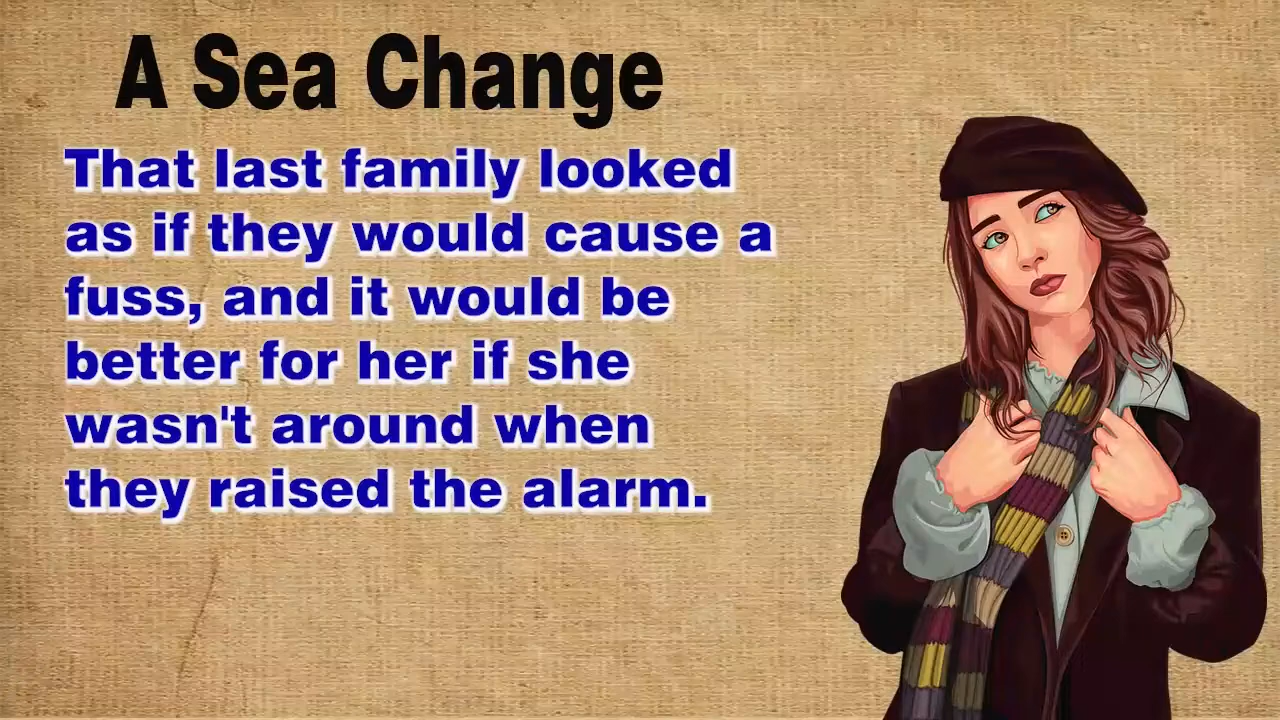 A Sea Change
That last family looked
as if they would cause a
fuss, and it would be
better for her if she
wasn't around when
they raised the alarm.